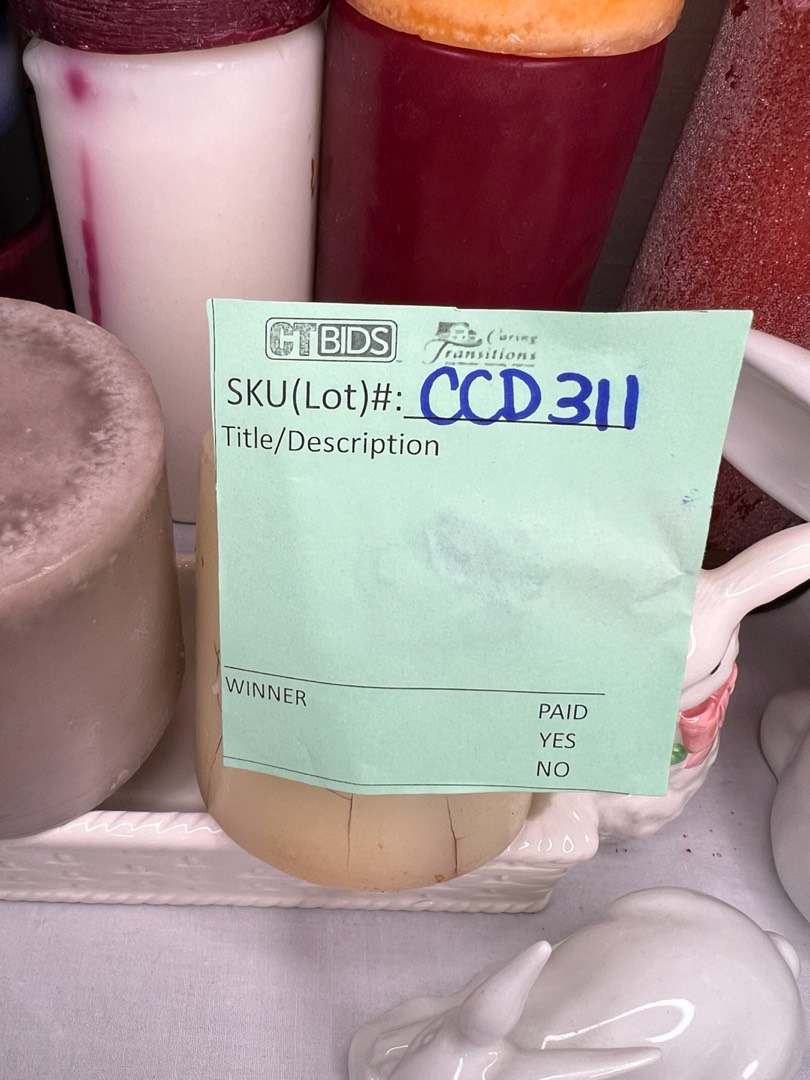 CTBIDS
Caring
Transitions
SKU(Lot)#: CCD311
Title/Description
WINNER
PAID
YES
NO